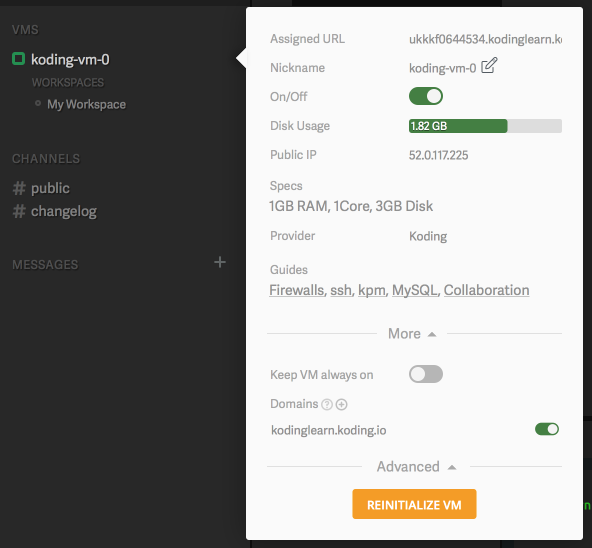 VMS
koding-vm-0
WORKSPACES
My Workspace
CHANNELS
# public
# changelog
MESSAGES +
Assigned URL ukkkf0644534.kodinglearn.k
Nickname koding-vm-0
On/Off
Disk Usage 1.82 GB
Public IP 52.0.117.225
Specs
1GB RAM, 1Core, 3GB Disk
Provider Koding
Guides
Firewalls, ssh, kpm, MySQL, Collaboration
More
Keep VM always on
Domains ? +
kodinglearn.koding.io
Advanced
REINITIALIZE VM
n